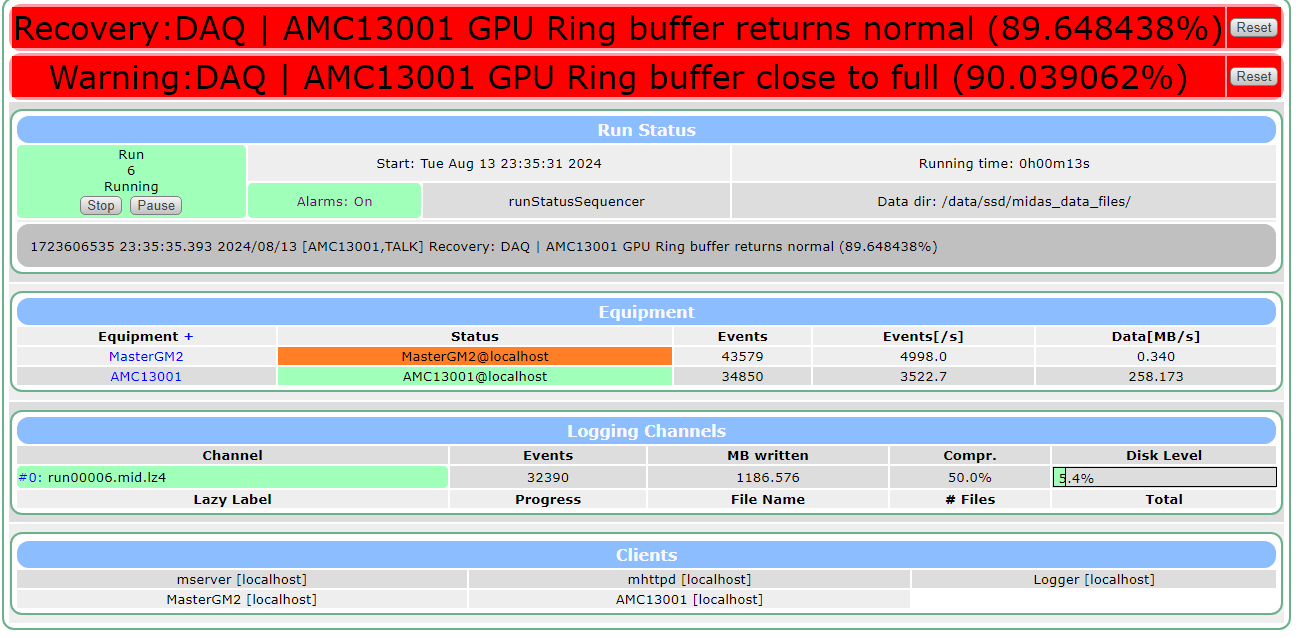 Recovery:DAQ | AMC13001 GPU Ring buffer returns normal (89.648438%) Reset
Warning:DAQ | AMC13001 GPU Ring buffer close to full (90.039062%) Reset
Run Status
Run
6
Running
Stop Pause
Start: Tue Aug 13 23:35:31 2024 Running time: 0h00m13s
Alarms: On runStatusSequencer Data dir: /data/ssd/midas_data_files/
1723606535 23:35:35.393 2024/08/13 [AMC13001,TALK] Recovery: DAQ | AMC13001 GPU Ring buffer returns normal (89.648438%)
Equipment
Equipment + Status Events Events[/s] Data[MB/s]
MasterGM2 MasterGM2@localhost 43579 4998.0 0.340
AMC13001 AMC13001@localhost 34850 3522.7 258.173
Logging Channels
Channel Events MB written Compr. Disk Level
#0: run00006.mid.lz4 32390 1186.576 50.0% 5.4%
Lazy Label Progress File Name # Files Total
Clients
mserver [localhost] mhttpd [localhost] Logger [localhost]
MasterGM2 [localhost] AMC13001 [localhost]